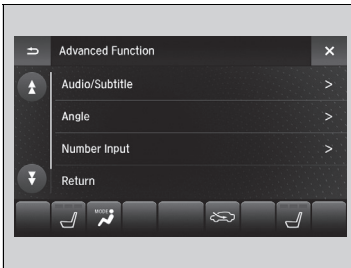 Advanced Function
Audio/Subtitle
Angle
Number Input
Return
MODE